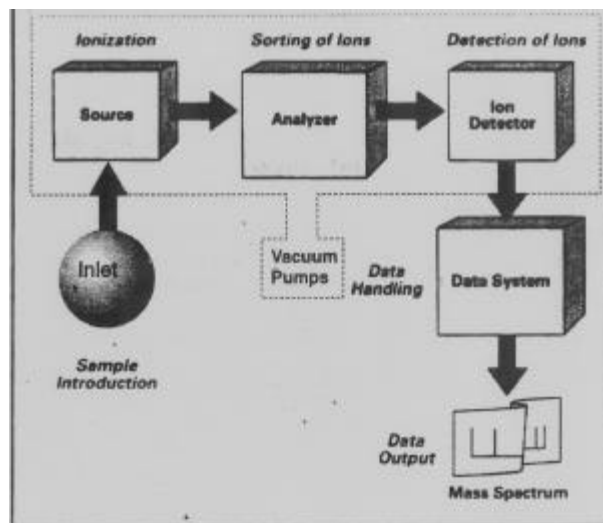 Ionization
Sorting of Ions
Detection of Ions
Source
Analyzer
Ion
Detector
Inlet
Vacuum
Pumps
Data
Handling
Data System
Sample
Introduction
Data
Output
Mass Spectrum